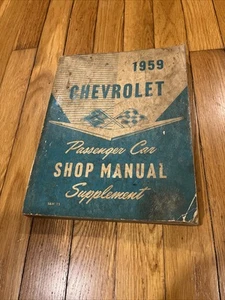 1959
CHEVROLET
Passenger Car
SHOP MANUAL
Supplement